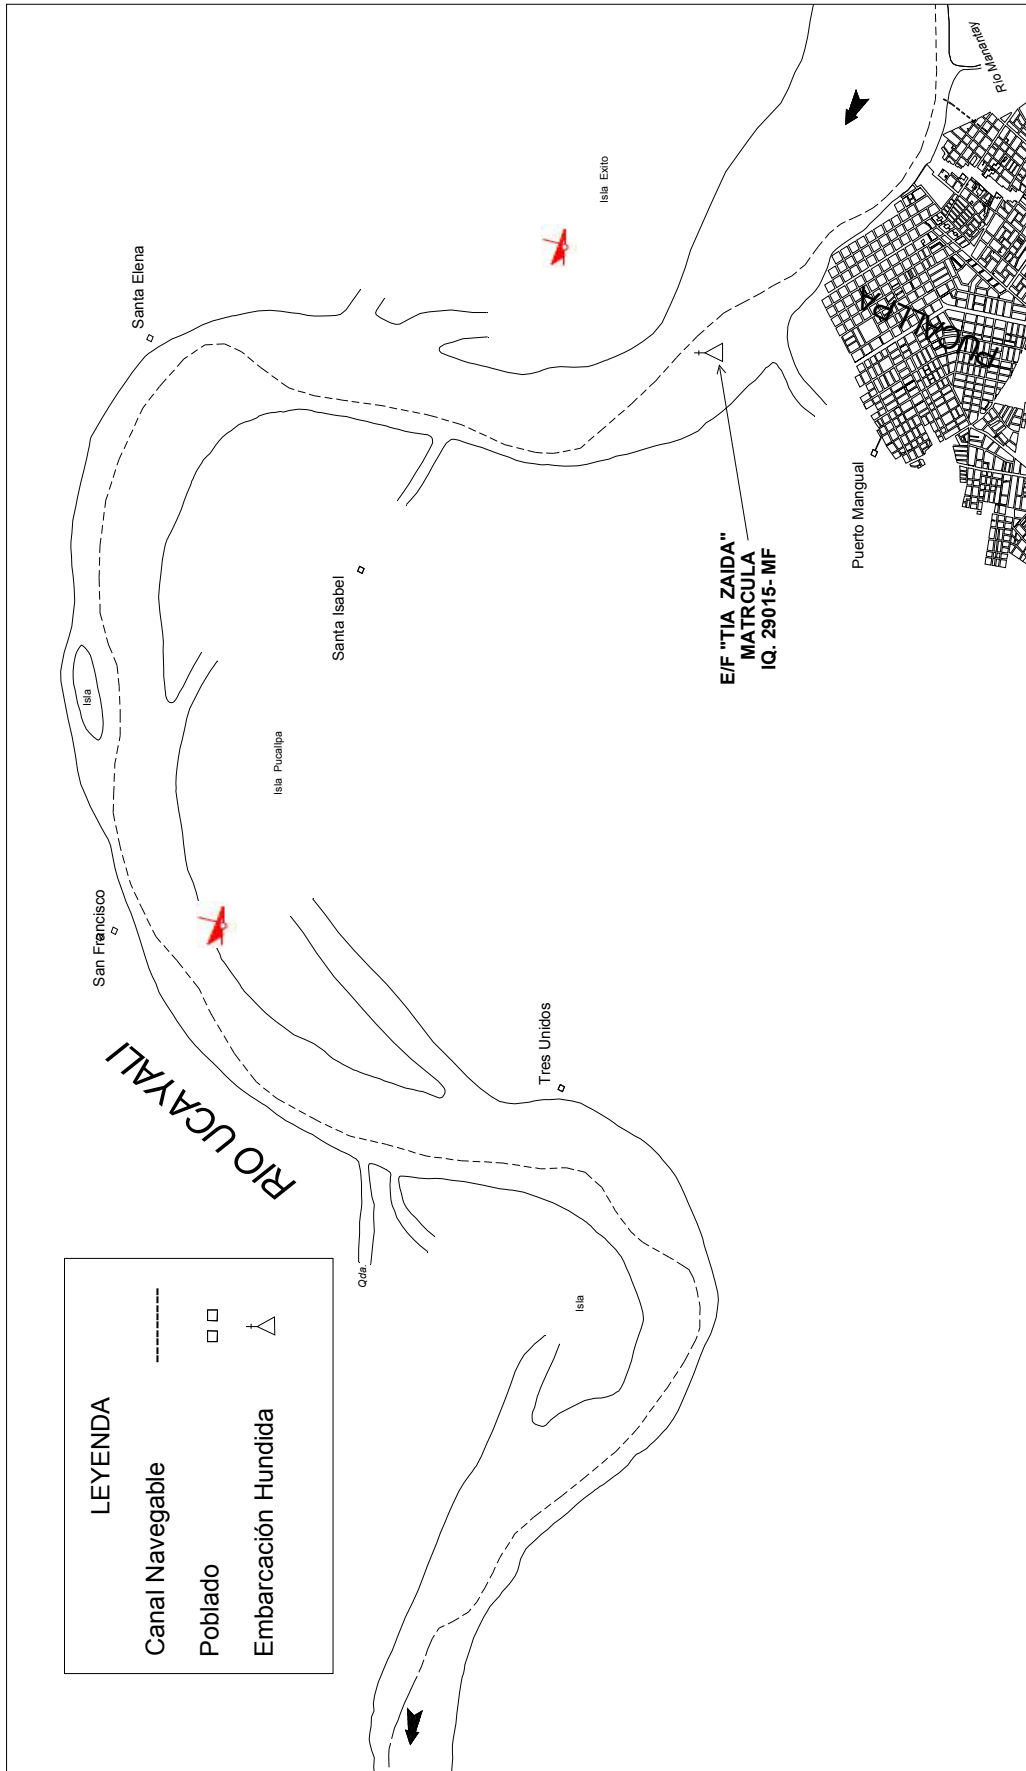 LEYENDA
Canal Navegable
Poblado
Embarcación Hundida
RIO UCAYALI
San Francisco
Isla
Santa Elena
Isla Pucallpa
Santa Isabel
Isla Exito
Rio Manantay
PUCALLPA
Puerto Mangual
E/F "TIA ZAIDA"
MATRCULA
IQ. 29015- MF
Tres Unidos
Qda.
Isla